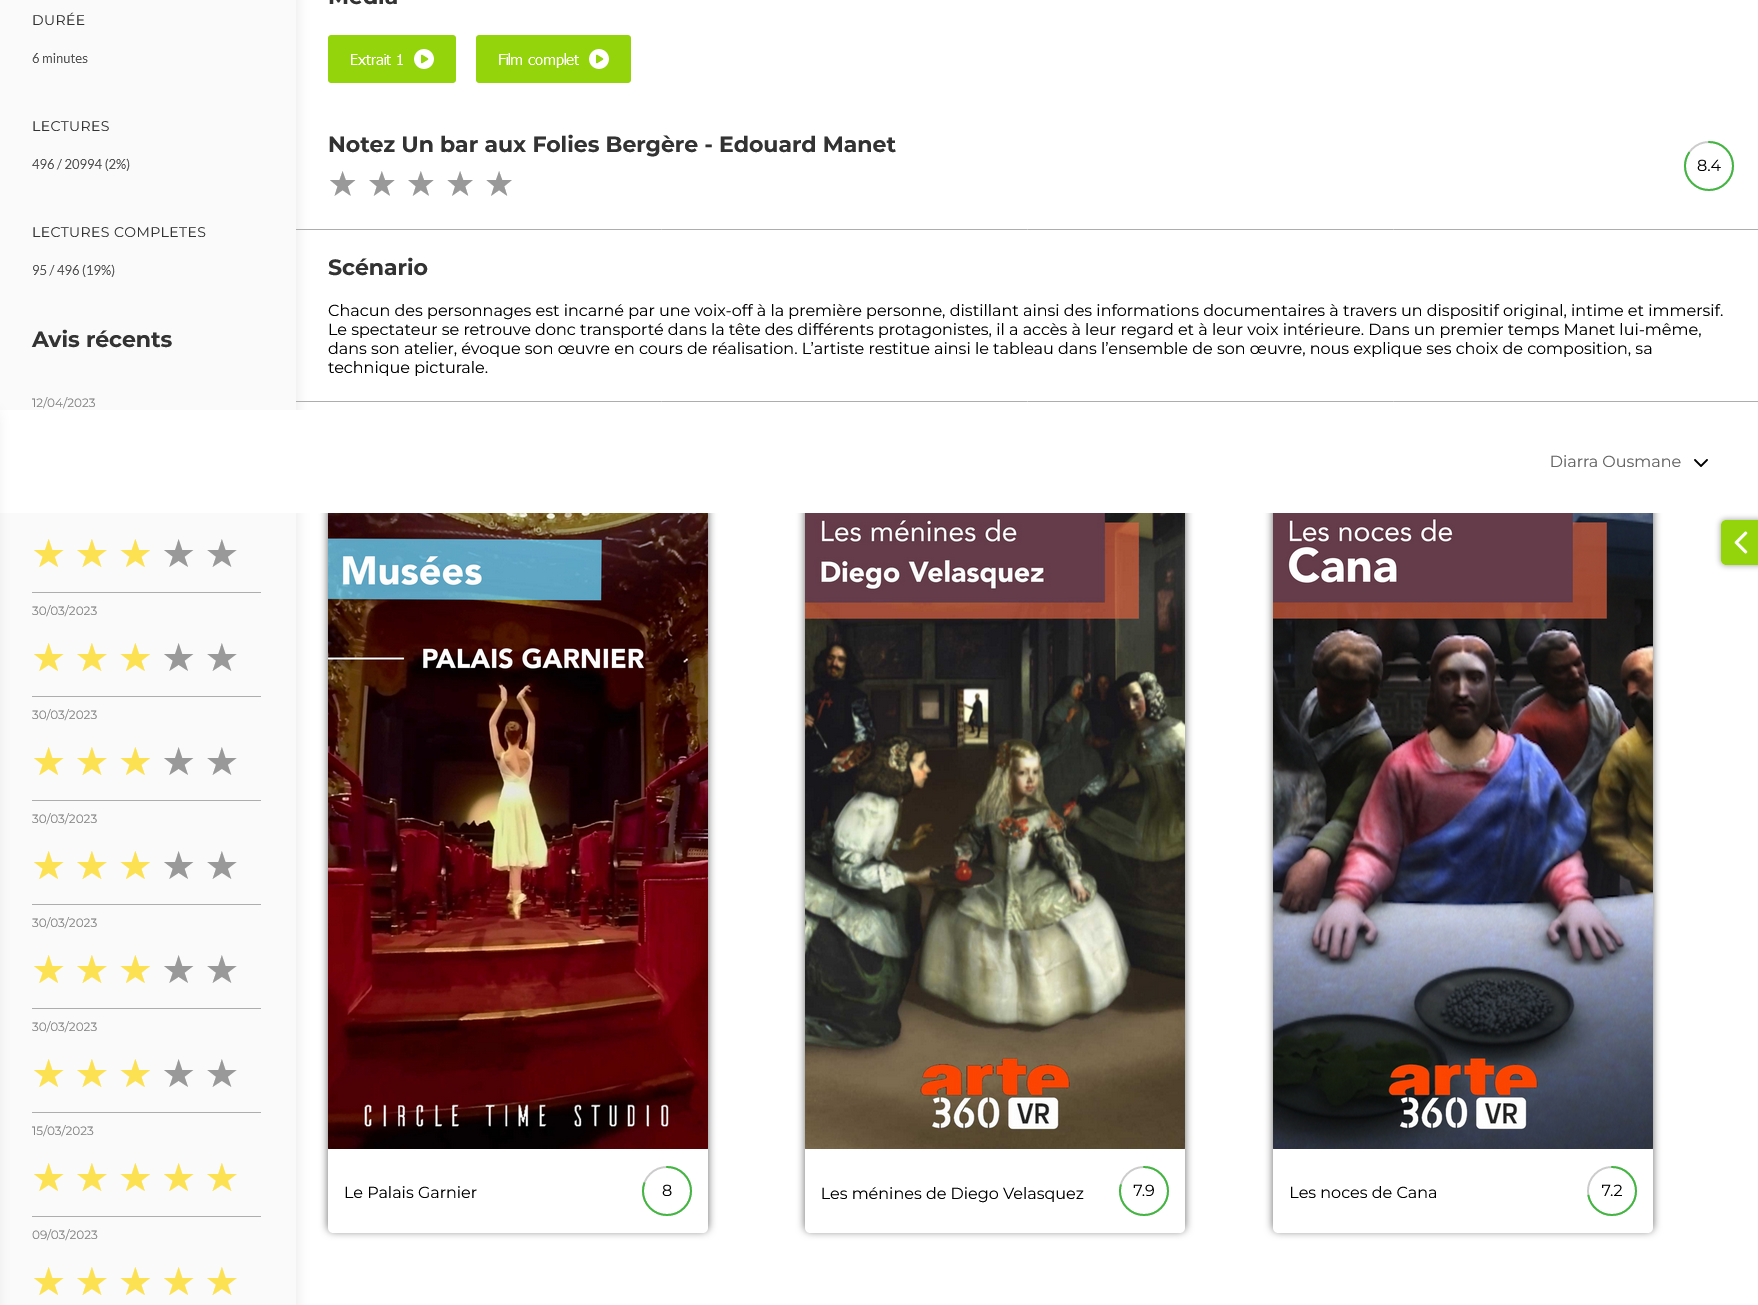 DURÉE
6 minutes
LECTURES
496 / 20994 (2%)
LECTURES COMPLETES
95 / 496 (19%)
Avis récents
12/04/2023
30/03/2023
30/03/2023
30/03/2023
30/03/2023
30/03/2023
15/03/2023
09/03/2023
Média
Extrait 1
Film complet
Notez Un bar aux Folies Bergère - Edouard Manet
8.4
Scénario
Chacun des personnages est incarné par une voix-off à la première personne, distillant ainsi des informations documentaires à travers un dispositif original, intime et immersif.
Le spectateur se retrouve donc transporté dans la tête des différents protagonistes, il a accès à leur regard et à leur voix intérieure. Dans un premier temps Manet lui-même,
dans son atelier, évoque son œuvre en cours de réalisation. L'artiste restitue ainsi le tableau dans l'ensemble de son œuvre, nous explique ses choix de composition, sa
technique picturale.
Diarra Ousmane
Musées
PALAIS GARNIER
CIRCLE TIME STUDIO
Le Palais Garnier
8
Les ménines de
Diego Velasquez
arte
360 VR
Les ménines de Diego Velasquez
7.9
Les noces de
Cana
arte
360 VR
Les noces de Cana
7.2